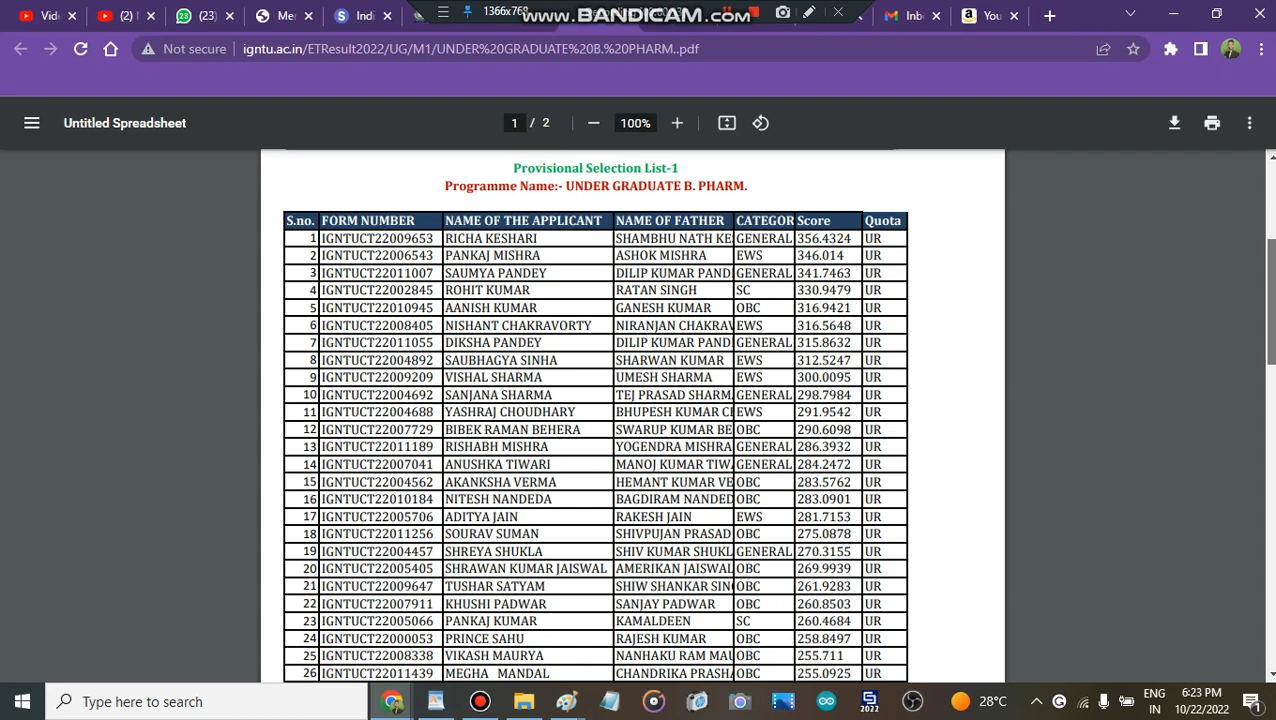 Vide
(2) I
(23)
Mer
Indi
1366x768
www.BANDICAM.com
Inb
You
Not secure igntu.ac.in/ETResult2022/UG/M1/UNDER%20GRADUATE%20B.%20PHARM..pdf
Untitled Spreadsheet 1 / 2 100%
Provisional Selection List-1
Programme Name:- UNDER GRADUATE B. PHARM.
S.no. FORM NUMBER NAME OF THE APPLICANT NAME OF FATHER CATEGOR Score Quota
1 IGNTUCT22009653 RICHA KESHARI SHAMBHU NATH KE GENERAL 356.4324 UR
2 IGNTUCT22006543 PANKAJ MISHRA ASHOK MISHRA EWS 346.014 UR
3 IGNTUCT22011007 SAUMYA PANDEY DILIP KUMAR PAND GENERAL 341.7463 UR
4 IGNTUCT22002845 ROHIT KUMAR RATAN SINGH SC 330.9479 UR
5 IGNTUCT22010945 AANISH KUMAR GANESH KUMAR OBC 316.9421 UR
6 IGNTUCT22008405 NISHANT CHAKRAVORTY NIRANJAN CHAKRAV EWS 316.5648 UR
7 IGNTUCT22011055 DIKSHA PANDEY DILIP KUMAR PAND GENERAL 315.8632 UR
8 IGNTUCT22004892 SAUBHAGYA SINHA SHARWAN KUMAR EWS 312.5247 UR
9 IGNTUCT22009209 VISHAL SHARMA UMESH SHARMA EWS 300.0095 UR
10 IGNTUCT22004692 SANJANA SHARMA TEJ PRASAD SHARMA GENERAL 298.7984 UR
11 IGNTUCT22004688 YASHRAJ CHOUDHARY BHUPESH KUMAR CH EWS 291.9542 UR
12 IGNTUCT22007729 BIBEK RAMAN BEHERA SWARUP KUMAR BE OBC 290.6098 UR
13 IGNTUCT22011189 RISHABH MISHRA YOGENDRA MISHRA GENERAL 286.3932 UR
14 IGNTUCT22007041 ANUSHKA TIWARI MANOJ KUMAR TIW GENERAL 284.2472 UR
15 IGNTUCT22004562 AKANKSHA VERMA HEMANT KUMAR VE OBC 283.5762 UR
16 IGNTUCT22010184 NITESH NANDEDA BAGDIRAM NANDED OBC 283.0901 UR
17 IGNTUCT22005706 ADITYA JAIN RAKESH JAIN EWS 281.7153 UR
18 IGNTUCT22011256 SOURAV SUMAN SHIVPUJAN PRASAD OBC 275.0878 UR
19 IGNTUCT22004457 SHREYA SHUKLA SHIV KUMAR SHUKL GENERAL 270.3155 UR
20 IGNTUCT22005405 SHRAWAN KUMAR JAISWAL AMERIKAN JAISWAL OBC 269.9939 UR
21 IGNTUCT22009647 TUSHAR SATYAM SHIW SHANKAR SIN OBC 261.9283 UR
22 IGNTUCT22007911 KHUSHI PADWAR SANJAY PADWAR OBC 260.8503 UR
23 IGNTUCT22005066 PANKAJ KUMAR KAMALDEEN SC 260.4684 UR
24 IGNTUCT22000053 PRINCE SAHU RAJESH KUMAR OBC 258.8497 UR
25 IGNTUCT22008338 VIKASH MAURYA NANHAKU RAM MAU OBC 255.711 UR
26 IGNTUCT22011439 MEGHA MANDAL CHANDRIKA PRASHA OBC 255.0925 UR
Type here to search 2022 28°C ENG 6:23 PM
IN 10/22/2022